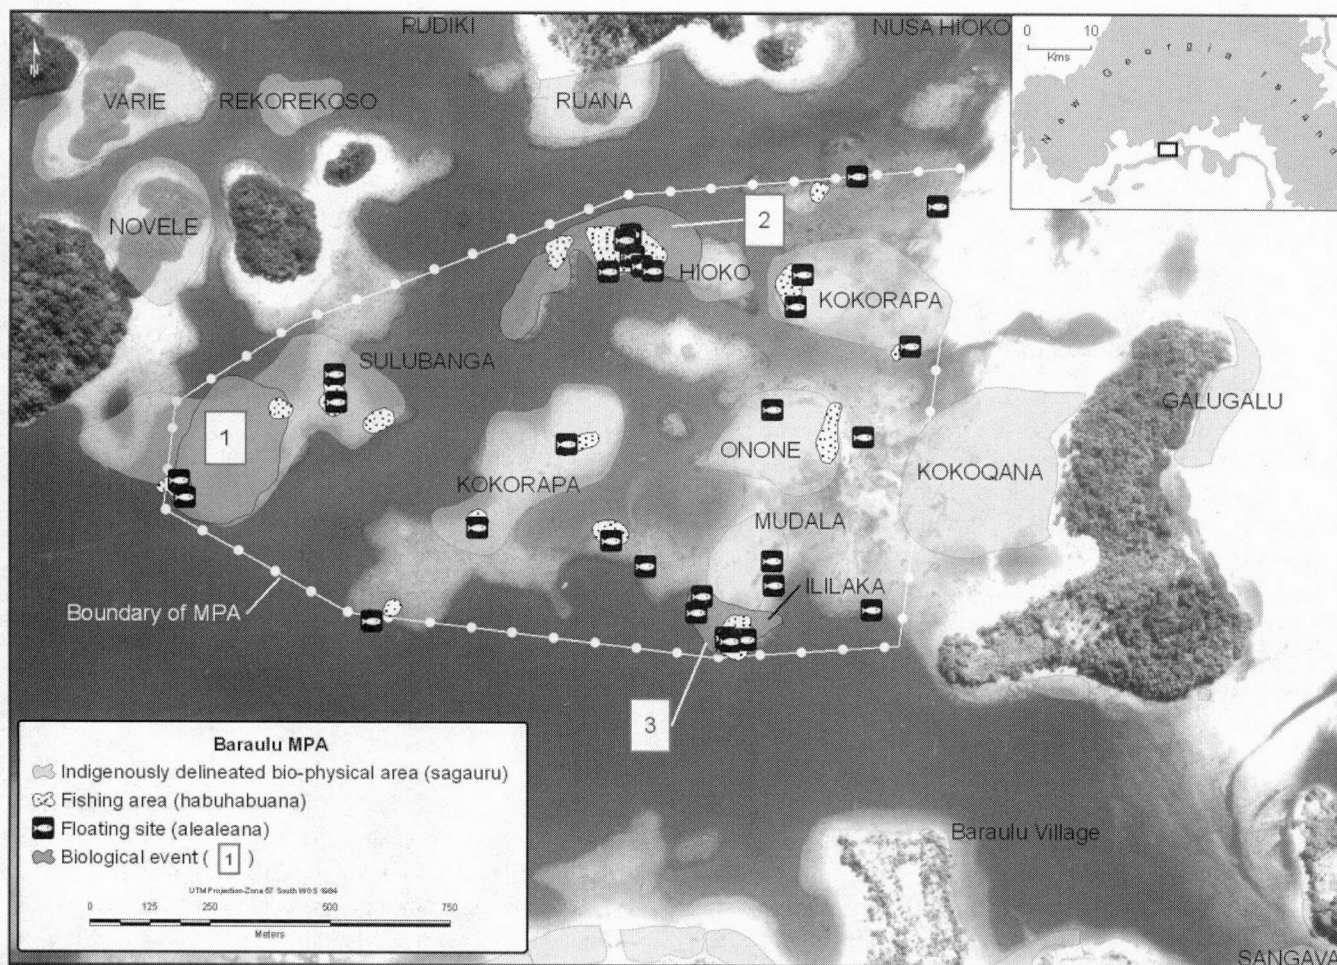 RUDIKI
NUSA HIOKO
0 10
Kms
New Georgia Island
N
VARIE
REKOREKOSO
RUANA
NOVELE
2
HIOKO
KOKORAPA
SULUBANGA
GALUGALU
1
ONONE
KOKOQANA
KOKORAPA
MUDALA
ILILAKA
Boundary of MPA
3
Baraulu MPA
Indigenously delineated bio-physical area (sagauru)
Fishing area (habuhabuana)
Floating site (alealeana)
Biological event ( 1 )
UTM Projection-Zone 57 South WGS 1984
0 125 250 500 750
Meters
Baraulu Village
SANGAVA